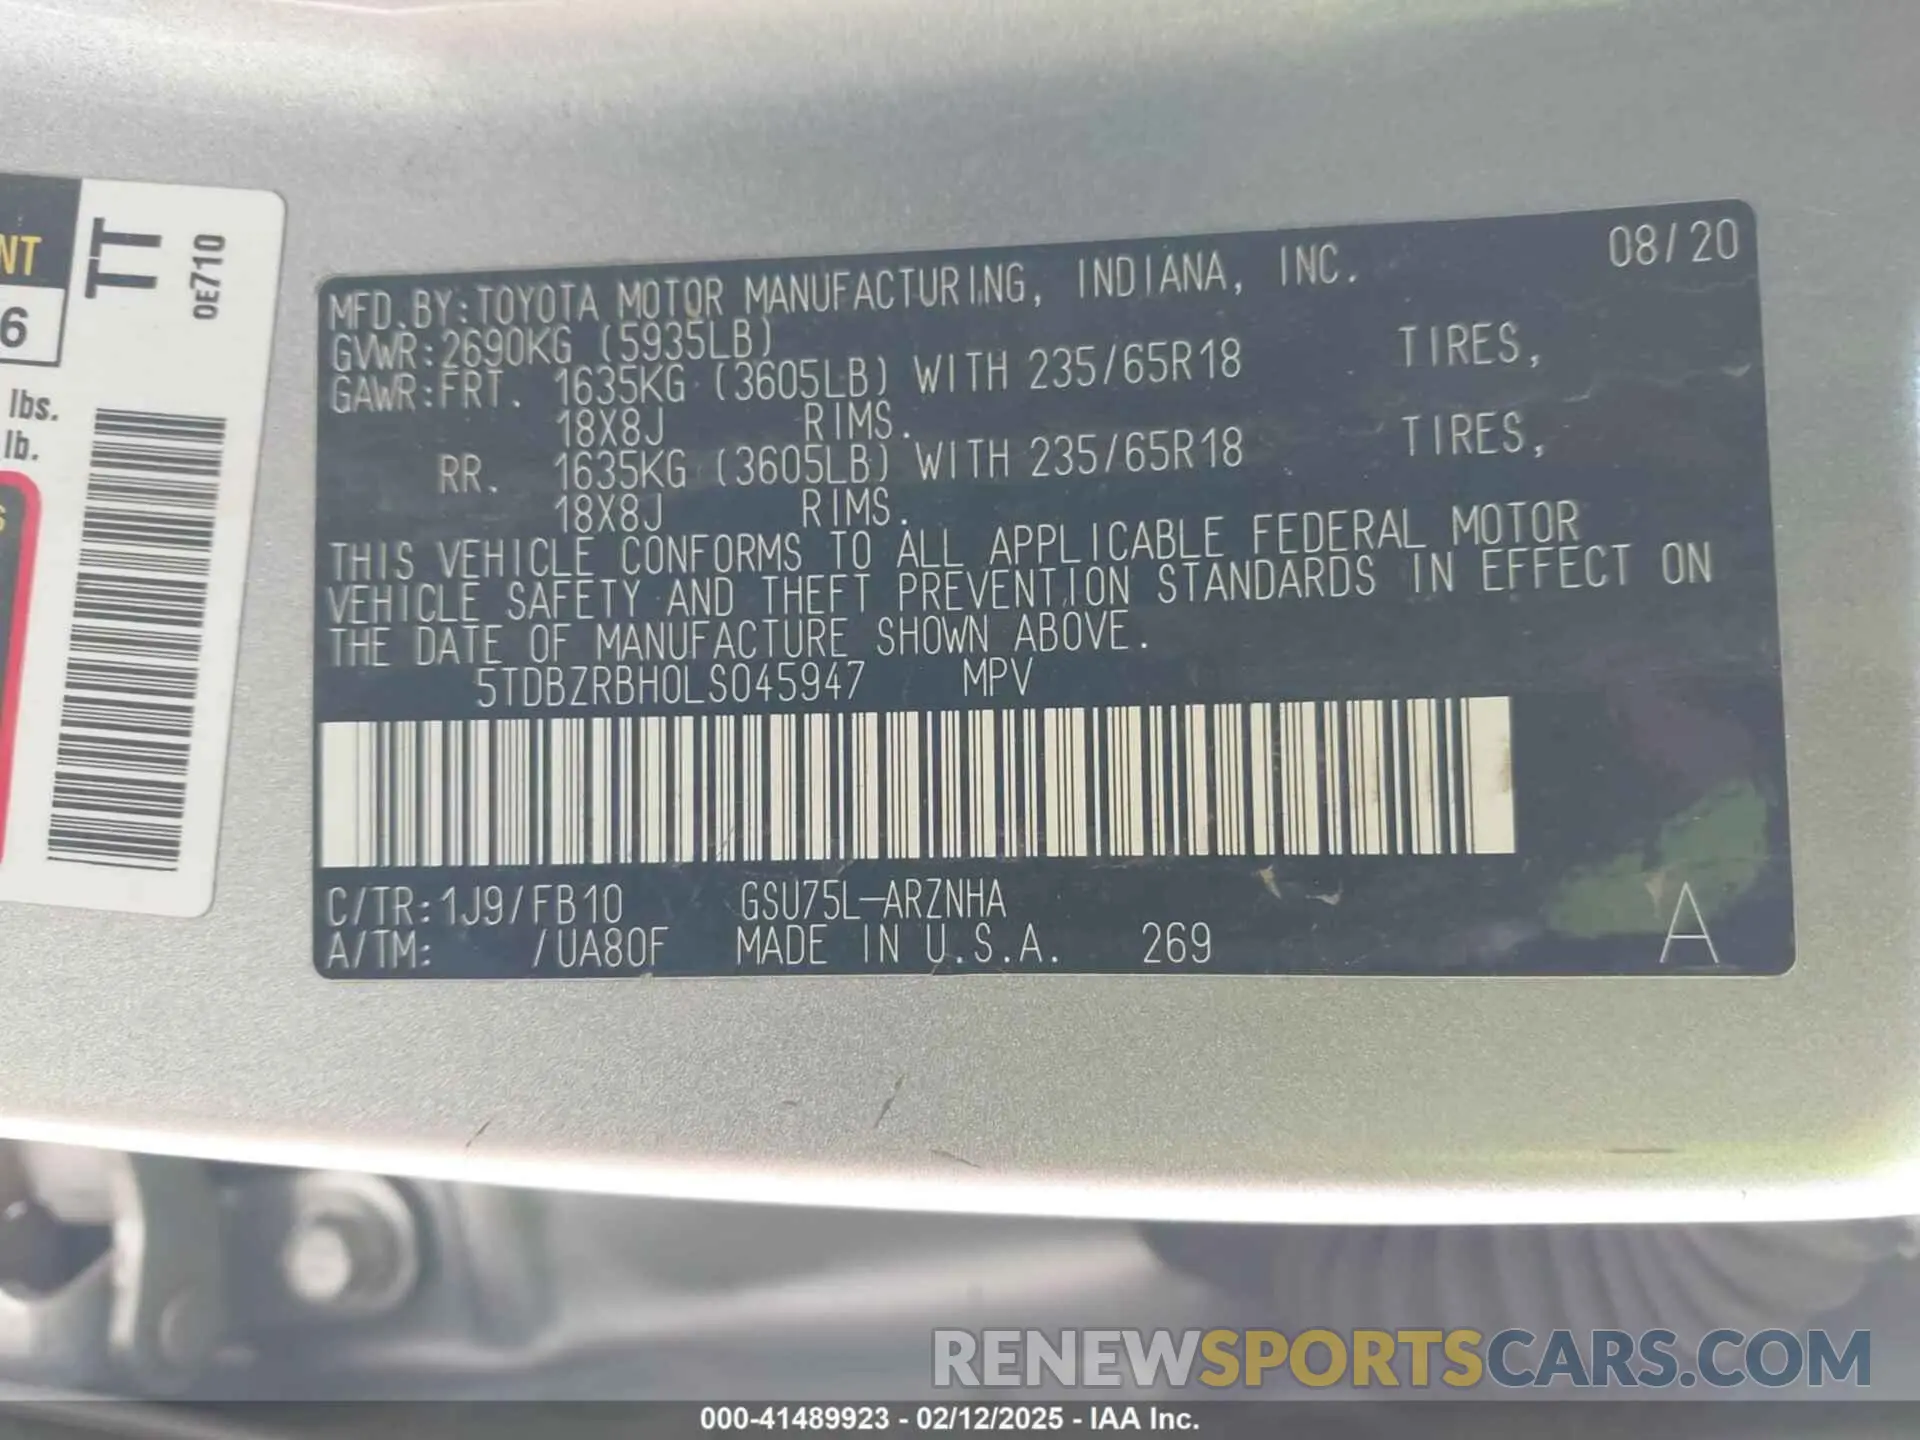 NT
6
lbs.
lb.
S
TT
0E710
08/20
MFD.BY:TOYOTA MOTOR MANUFACTURING, INDIANA, INC.
GVWR:2690KG (5935LB)
GAWR:FRT. 1635KG (3605LB) WITH 235/65R18 TIRES,
18X8J RIMS.
RR. 1635KG (3605LB) WITH 235/65R18 TIRES,
18X8J RIMS.
THIS VEHICLE CONFORMS TO ALL APPLICABLE FEDERAL MOTOR
VEHICLE SAFETY AND THEFT PREVENTION STANDARDS IN EFFECT ON
THE DATE OF MANUFACTURE SHOWN ABOVE.
5TDBZRBH0LS045947 MPV
C/TR:1J9/FB10 GSU75L-ARZNHA
A/TM: /UA80F MADE IN U.S.A. 269 A
RENEWSPORTSCARS.COM
000-41489923 - 02/12/2025 - IAA Inc.